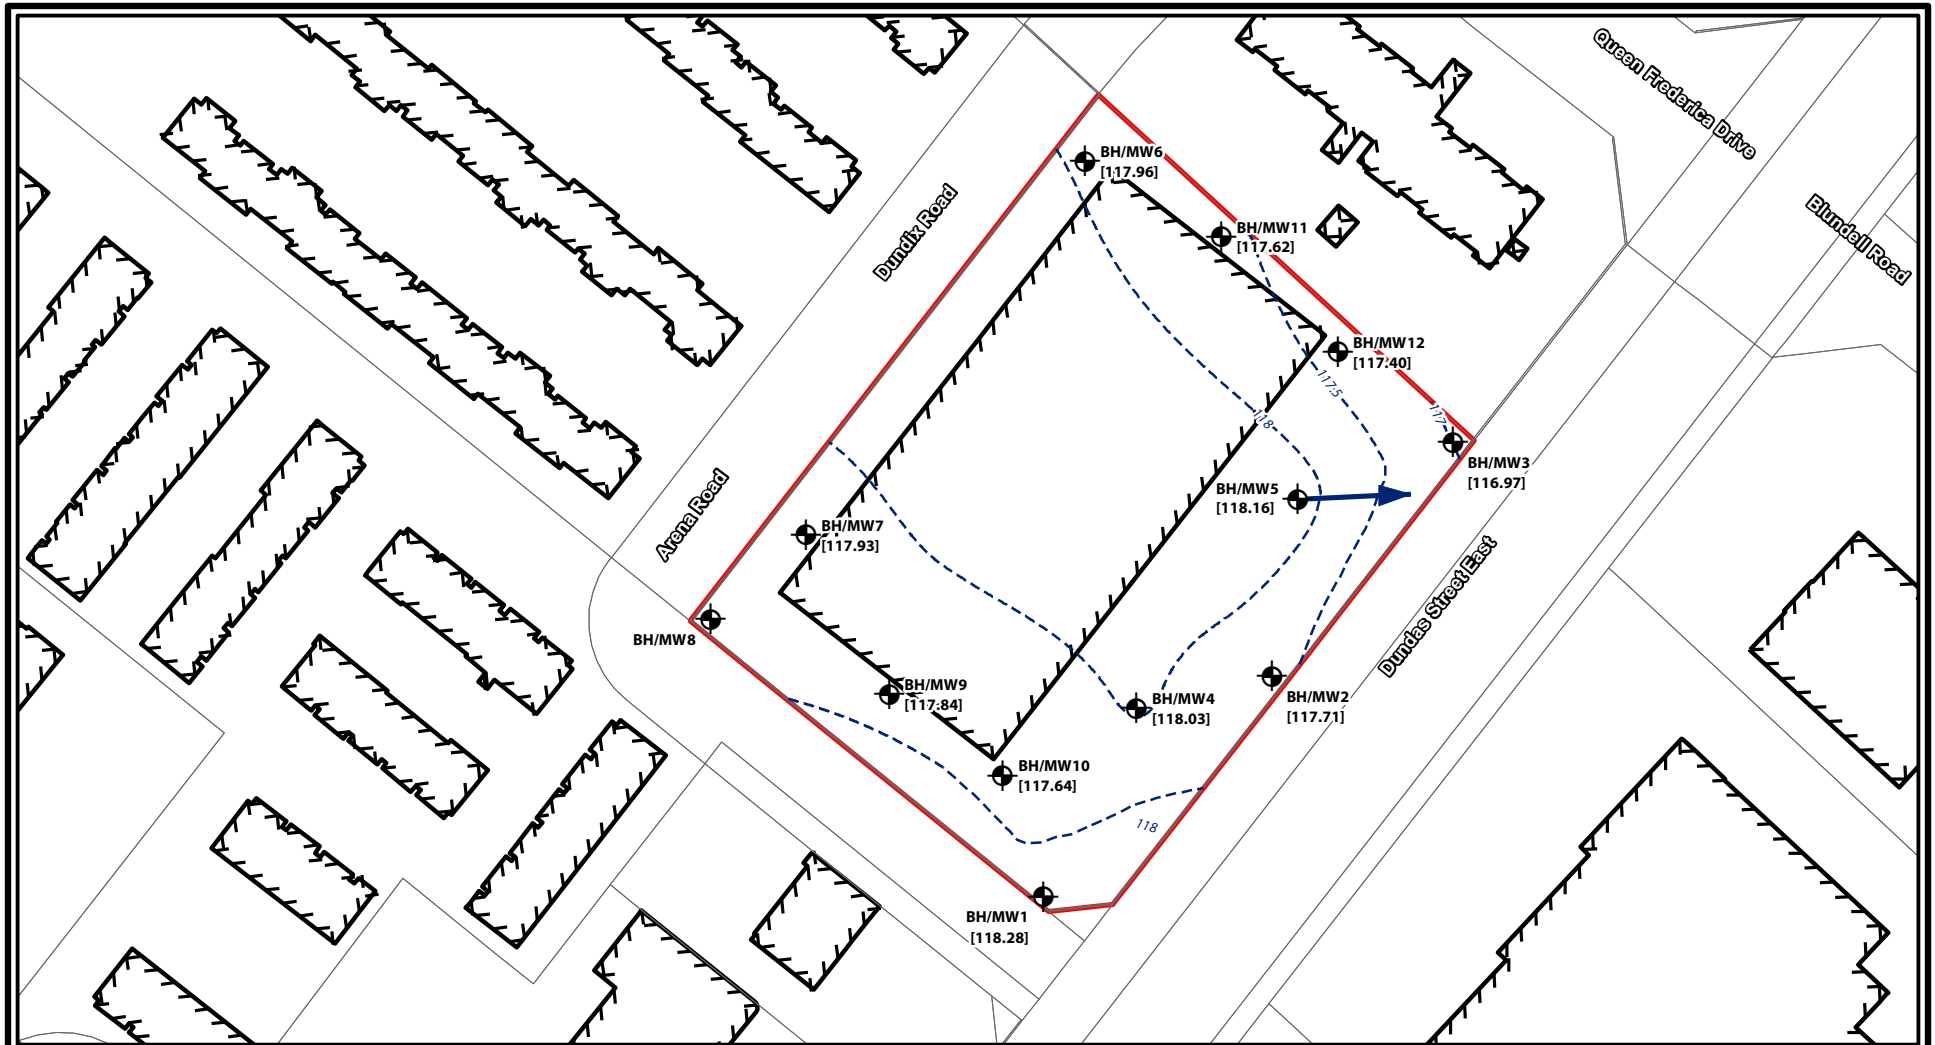 Queen Frederica Drive
Blundell Road
Dundix Road
Arena Road
Dundas Street East
BH/MW6
[117.96]
BH/MW11
[117.62]
BH/MW12
[117.40]
117.5
118
117
BH/MW3
[116.97]
BH/MW5
[118.16]
BH/MW7
[117.93]
BH/MW8
BH/MW9
[117.84]
BH/MW4
[118.03]
BH/MW2
[117.71]
BH/MW10
[117.64]
118
BH/MW1
[118.28]